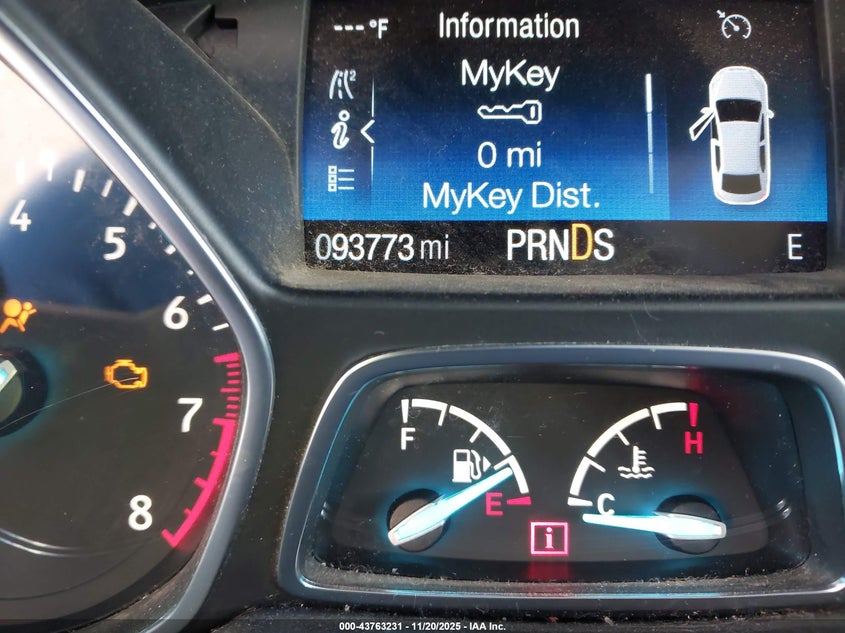 ---°F
Information
MyKey
0 mi
MyKey Dist.
093773 mi
PRNDS
E
4
5
6
7
8
F
E
H
C
i
000-43763231 - 11/20/2025 - IAA Inc.